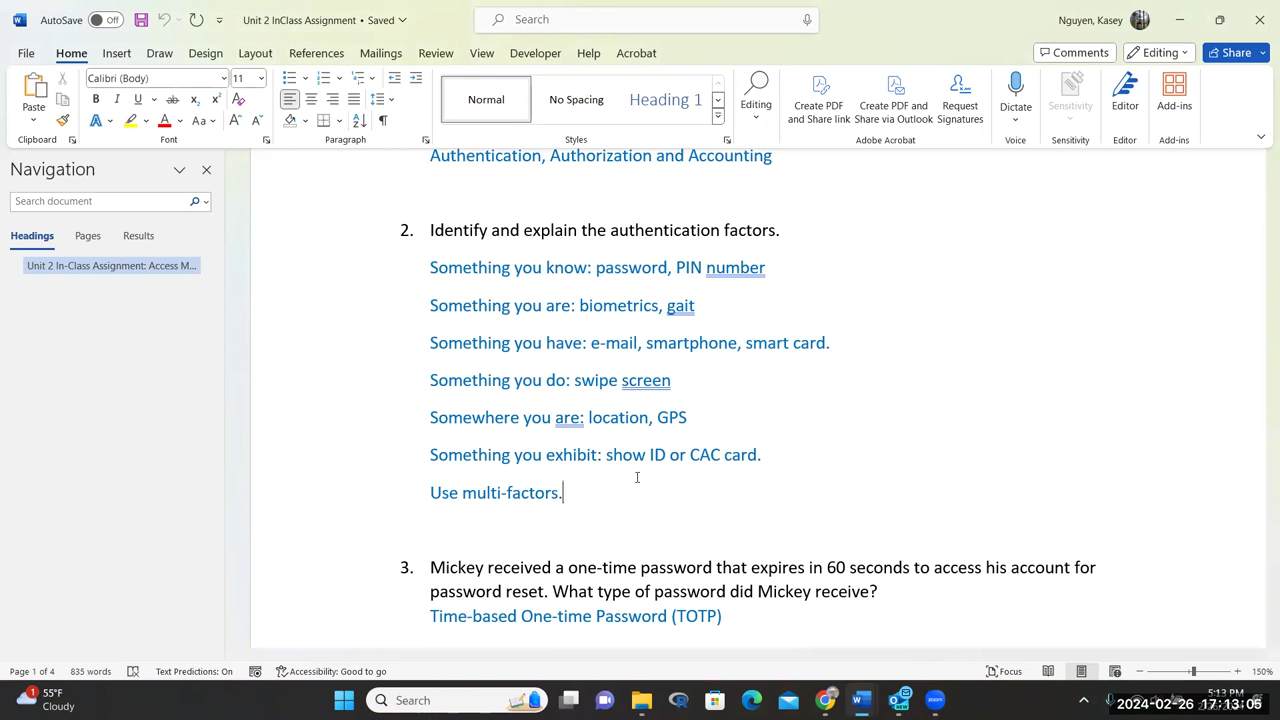 AutoSave Off Unit 2 InClass Assignment • Saved Search Nguyen, Kasey
File Home Insert Draw Design Layout References Mailings Review View Developer Help Acrobat Comments Editing Share
Paste Calibri (Body) 11 Normal No Spacing Heading 1 Editing Create PDF and Share link Create PDF and Share via Outlook Request Signatures Dictate Sensitivity Editor Add-ins
Clipboard Font Paragraph Styles Adobe Acrobat Voice Sensitivity Editor Add-ins
Navigation
Search document
Headings Pages Results
Unit 2 In-Class Assignment: Access M...
Authentication, Authorization and Accounting
2. Identify and explain the authentication factors.
Something you know: password, PIN number
Something you are: biometrics, gait
Something you have: e-mail, smartphone, smart card.
Something you do: swipe screen
Somewhere you are: location, GPS
Something you exhibit: show ID or CAC card.
Use multi-factors.
3. Mickey received a one-time password that expires in 60 seconds to access his account for
password reset. What type of password did Mickey receive?
Time-based One-time Password (TOTP)
Page 1 of 4 835 words Text Predictions: On Accessibility: Good to go Focus 150%
1 55°F
Cloudy
Search
5:13 PM
2024-02-26 17:13:05